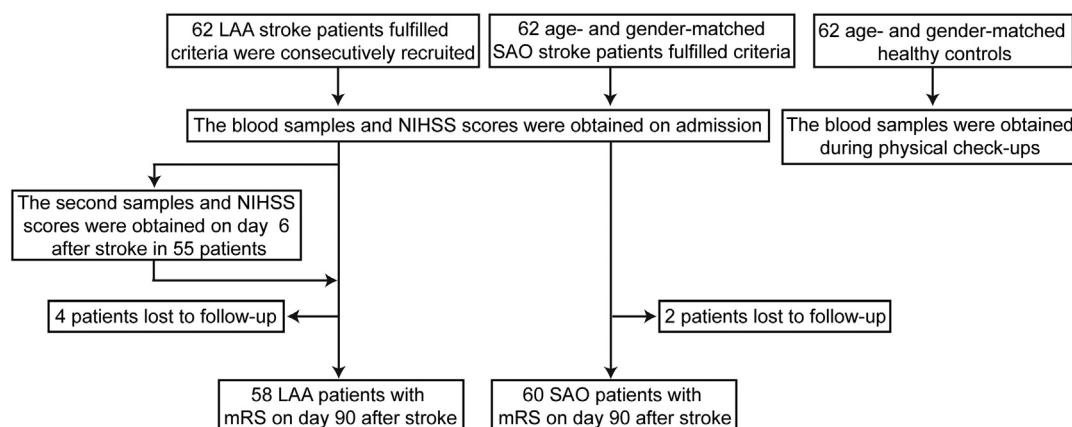 62 LAA stroke patients fulfilled
criteria were consecutively recruited
62 age- and gender-matched
SAO stroke patients fulfilled criteria
62 age- and gender-matched
healthy controls
The blood samples and NIHSS scores were obtained on admission
The blood samples were obtained
during physical check-ups
The second samples and NIHSS
scores were obtained on day 6
after stroke in 55 patients
4 patients lost to follow-up
2 patients lost to follow-up
58 LAA patients with
mRS on day 90 after stroke
60 SAO patients with
mRS on day 90 after stroke